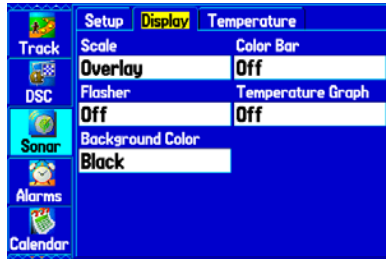 Setup Display Temperature
Track
Scale Color Bar
Overlay Off
DSC
Flasher Temperature Graph
Off Off
Sonar
Background Color
Black
Alarms
Calendar